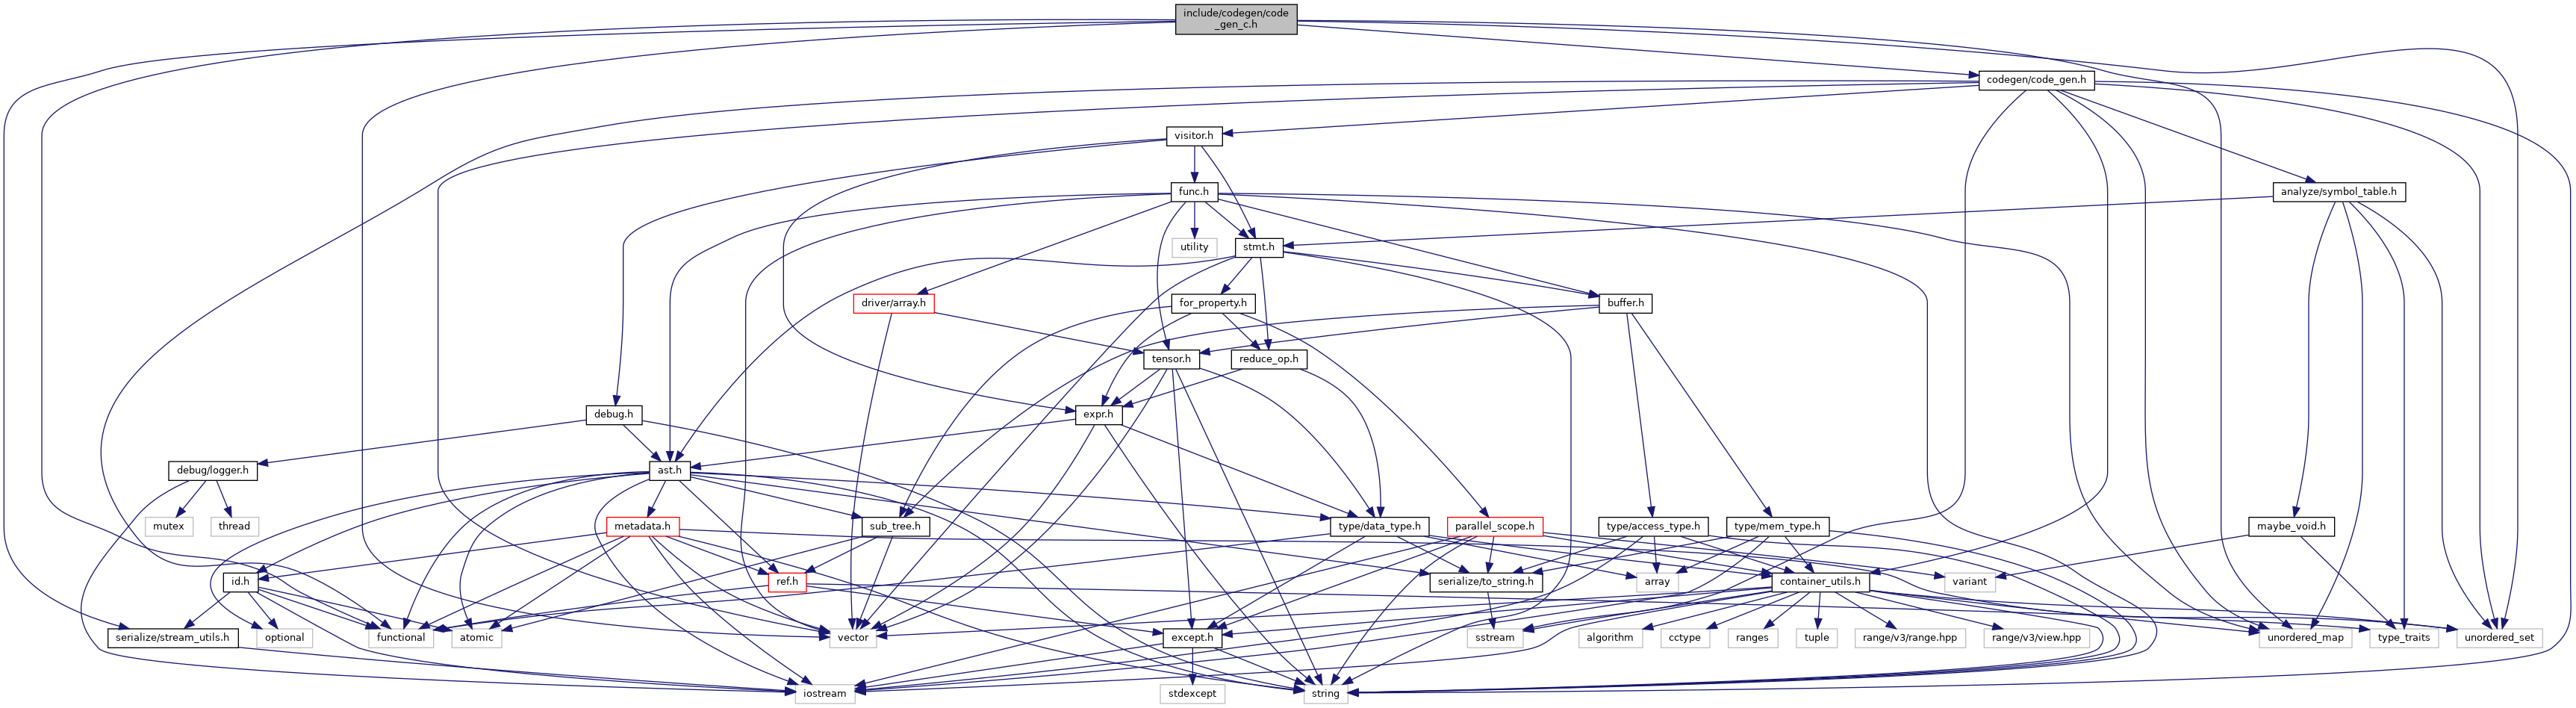 include/codegen/code
_gen_c.h
codegen/code_gen.h
visitor.h
func.h
analyze/symbol_table.h
utility
stmt.h
driver/array.h
for_property.h
buffer.h
tensor.h
reduce_op.h
debug.h
expr.h
debug/logger.h
ast.h
mutex
thread
metadata.h
sub_tree.h
type/data_type.h
parallel_scope.h
type/access_type.h
type/mem_type.h
maybe_void.h
id.h
ref.h
serialize/to_string.h
array
container_utils.h
variant
serialize/stream_utils.h
optional
functional
atomic
vector
except.h
sstream
algorithm
cctype
ranges
tuple
range/v3/range.hpp
range/v3/view.hpp
unordered_map
type_traits
unordered_set
iostream
stdexcept
string